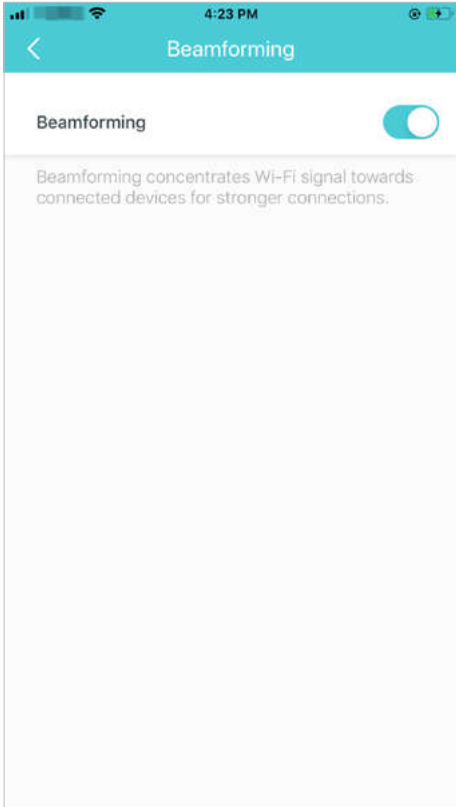 4:23 PM
Beamforming
Beamforming
Beamforming concentrates Wi-Fi signal towards
connected devices for stronger connections.